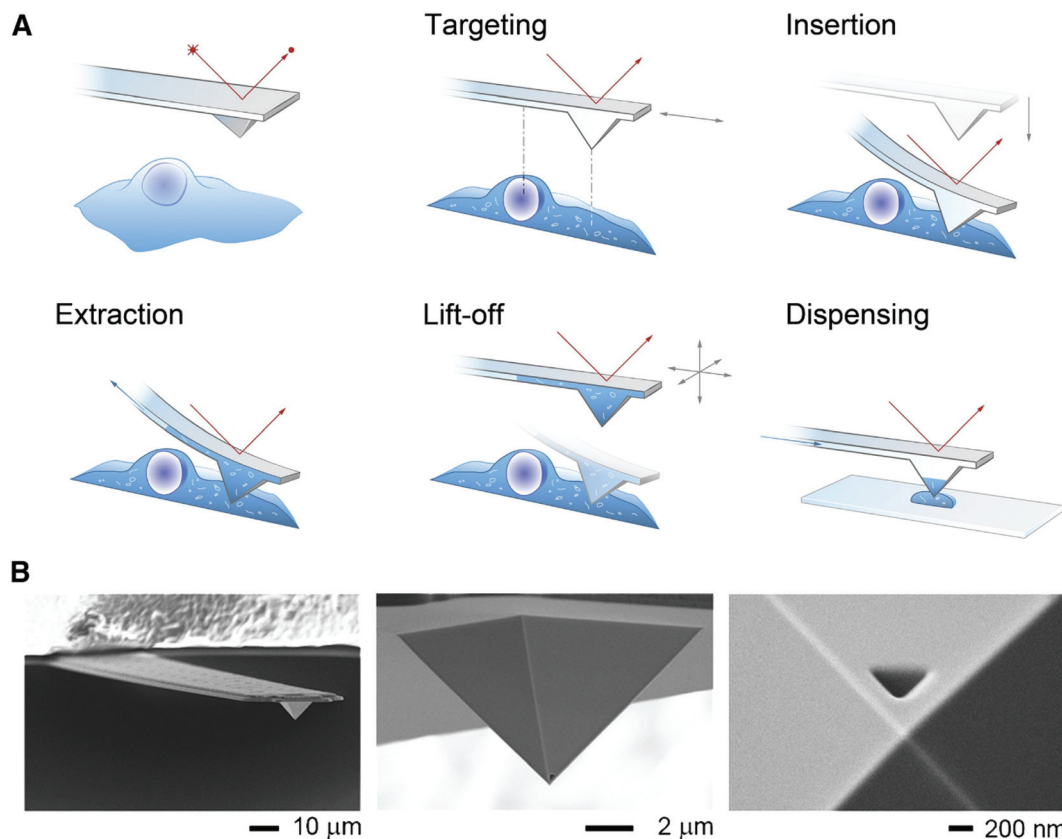 A
Targeting
Insertion
Extraction
Lift-off
Dispensing
B
10 μm
2 μm
200 nm